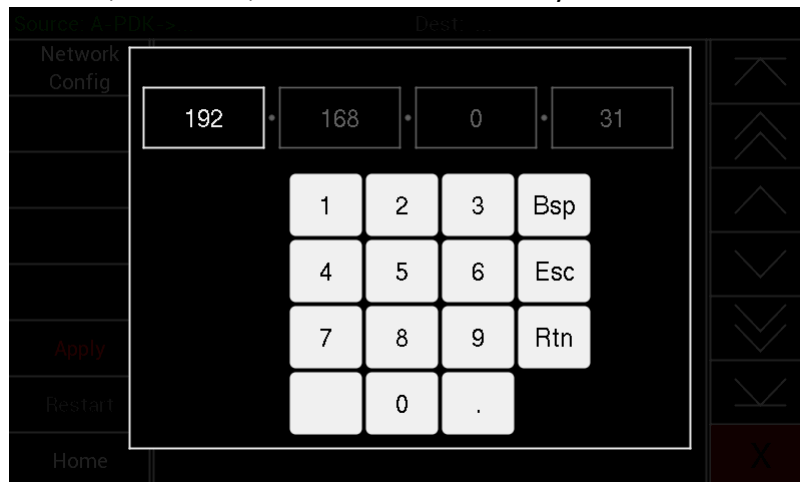 Source: A-PDK-> ... Dest: ...
Network
Config
192 . 168 . 0 . 31
1 2 3 Bsp
4 5 6 Esc
7 8 9 Rtn
0 .
Apply
Restart
Home
X